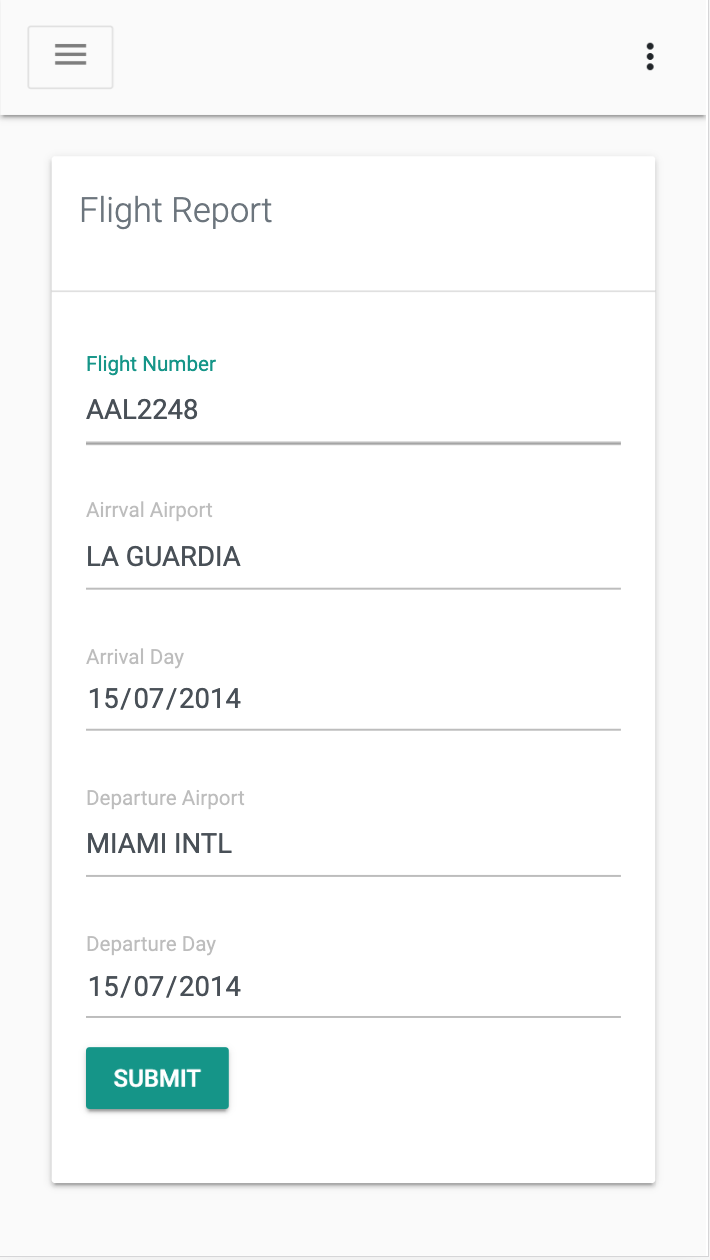 Flight Report
Flight Number
AAL2248
Airrval Airport
LA GUARDIA
Arrival Day
15/07/2014
Departure Airport
MIAMI INTL
Departure Day
15/07/2014
SUBMIT